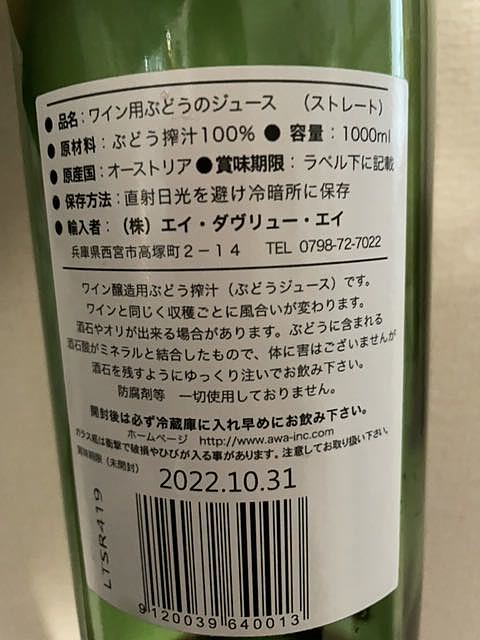 ● 品名：ワイン用ぶどうのジュース （ストレート）
● 原材料：ぶどう搾汁100% ● 容量：1000ml
● 原産国：オーストリア ● 賞味期限：ラベル下に記載
● 保存方法：直射日光を避け冷暗所に保存
● 輸入者：（株）エイ・ダヴリュー・エイ
兵庫県西宮市高塚町2－14 TEL 0798-72-7022
ワイン醸造用ぶどう搾汁（ぶどうジュース）です。
ワインと同じく収穫ごとに風合いが変わります。
酒石やオリが出来る場合があります。ぶどうに含まれる
酒石酸がミネラルと結合したもので、体に害はございませんが
酒石を残すようにゆっくり注いでお飲み下さい。
防腐剤等 一切使用しておりません。
開封後は必ず冷蔵庫に入れ早めにお飲み下さい。
ホームページ http://www.awa-inc.com
ガラス瓶は衝撃で破損やひびが入る事があります。注意してお取り扱い下さい。
賞味期限（未開封）
2022.10.31
LTSR419
9120039640013